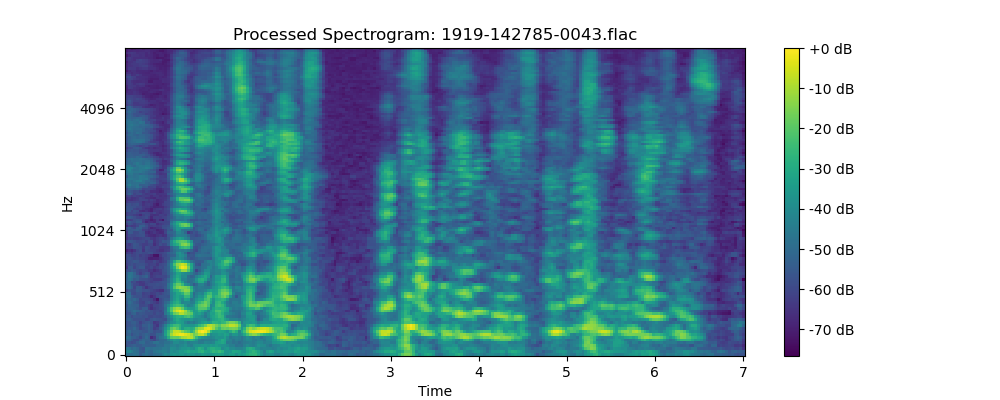 Processed Spectrogram: 1919-142785-0043.flac
Hz
4096
2048
1024
512
0
0 1 2 3 4 5 6 7
Time
+0 dB
-10 dB
-20 dB
-30 dB
-40 dB
-50 dB
-60 dB
-70 dB